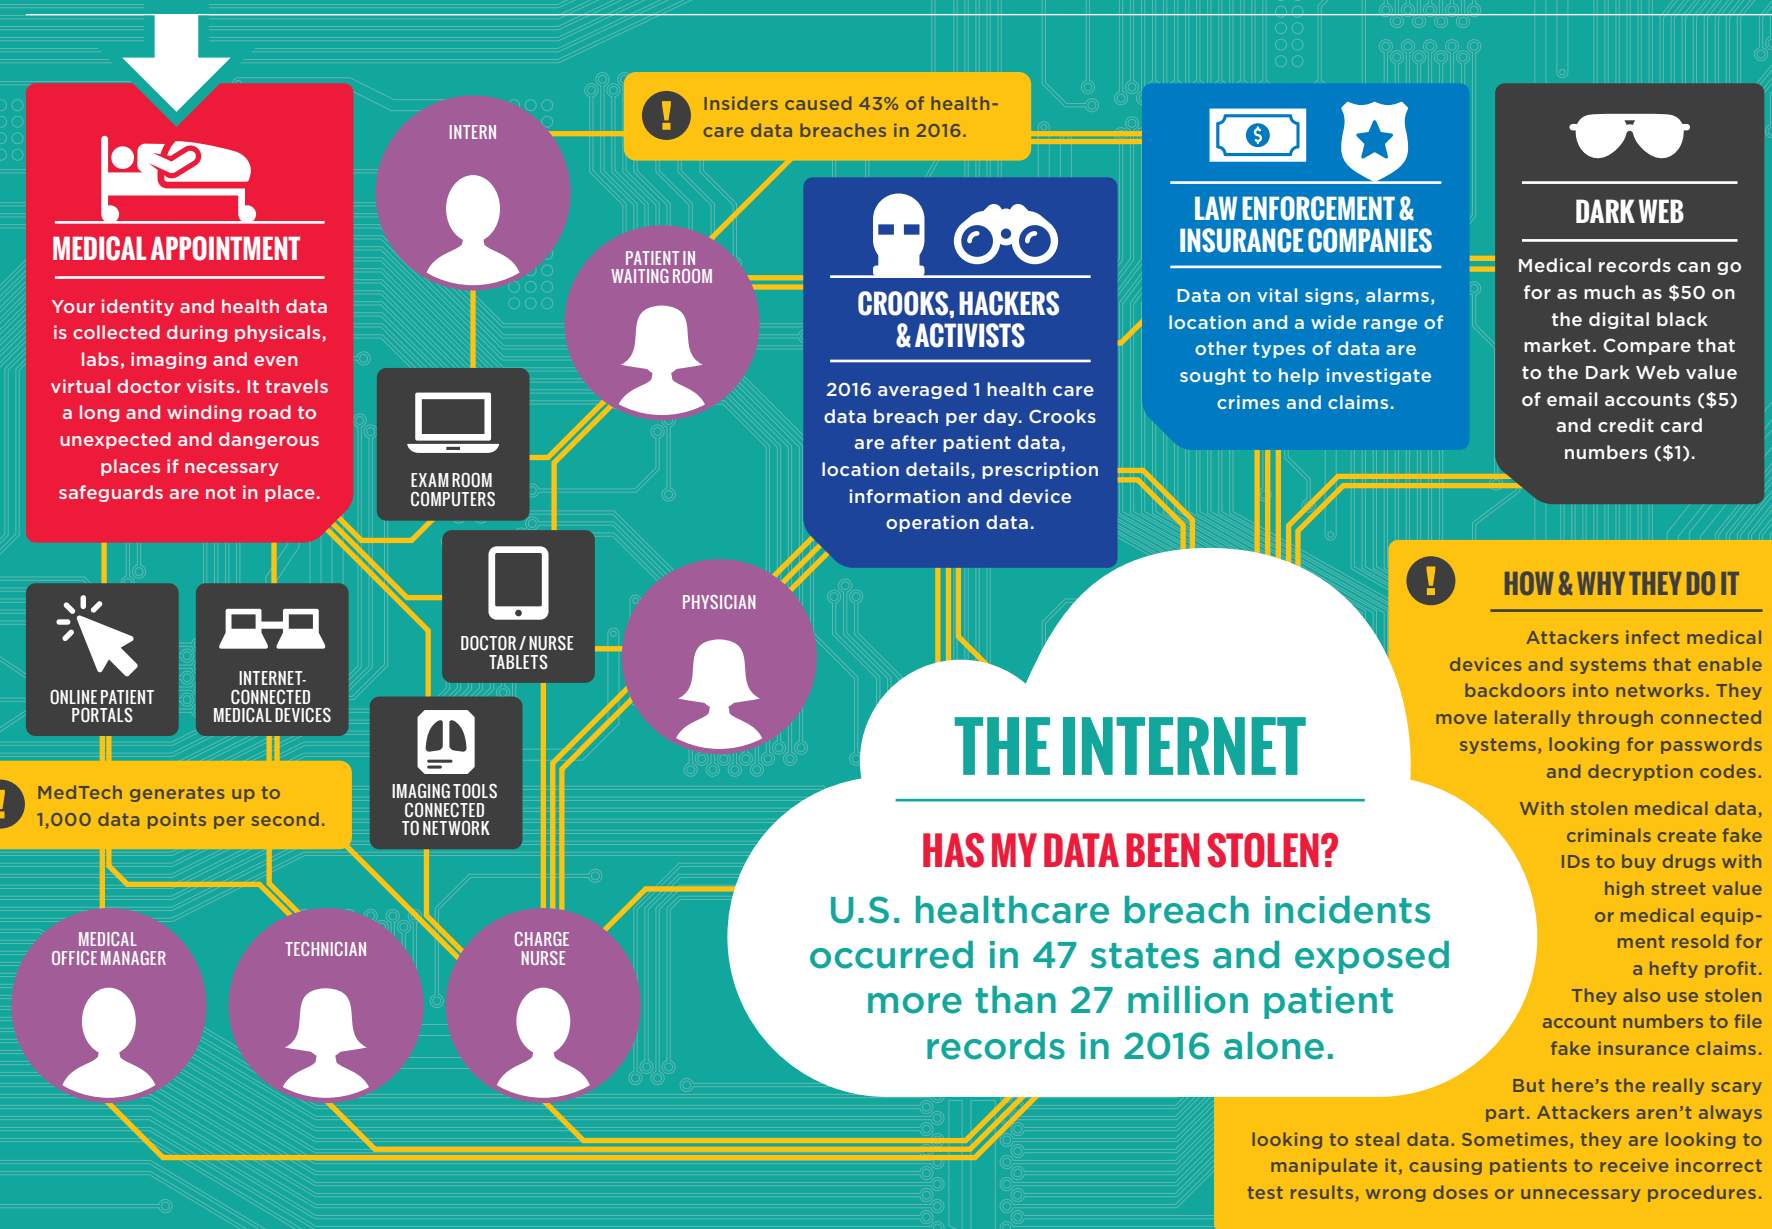 MEDICAL APPOINTMENT
Your identity and health data
is collected during physicals,
labs, imaging and even
virtual doctor visits. It travels
a long and winding road to
unexpected and dangerous
places if necessary
safeguards are not in place.
INTERN
!
Insiders caused 43% of health-
care data breaches in 2016.
PATIENT IN
WAITING ROOM
EXAM ROOM
COMPUTERS
DOCTOR / NURSE
TABLETS
PHYSICIAN
ONLINE PATIENT
PORTALS
INTERNET-
CONNECTED
MEDICAL DEVICES
IMAGING TOOLS
CONNECTED
TO NETWORK
!
MedTech generates up to
1,000 data points per second.
MEDICAL
OFFICE MANAGER
TECHNICIAN
CHARGE
NURSE
CROOKS, HACKERS
& ACTIVISTS
2016 averaged 1 health care
data breach per day. Crooks
are after patient data,
location details, prescription
information and device
operation data.
$
LAW ENFORCEMENT &
INSURANCE COMPANIES
Data on vital signs, alarms,
location and a wide range of
other types of data are
sought to help investigate
crimes and claims.
DARK WEB
Medical records can go
for as much as $50 on
the digital black
market. Compare that
to the Dark Web value
of email accounts ($5)
and credit card
numbers ($1).
THE INTERNET
HAS MY DATA BEEN STOLEN?
U.S. healthcare breach incidents
occurred in 47 states and exposed
more than 27 million patient
records in 2016 alone.
!
HOW & WHY THEY DO IT
Attackers infect medical
devices and systems that enable
backdoors into networks. They
move laterally through connected
systems, looking for passwords
and decryption codes.
With stolen medical data,
criminals create fake
IDs to buy drugs with
high street value
or medical equip-
ment resold for
a hefty profit.
They also use stolen
account numbers to file
fake insurance claims.
But here's the really scary
part. Attackers aren't always
looking to steal data. Sometimes, they are looking to
manipulate it, causing patients to receive incorrect
test results, wrong doses or unnecessary procedures.